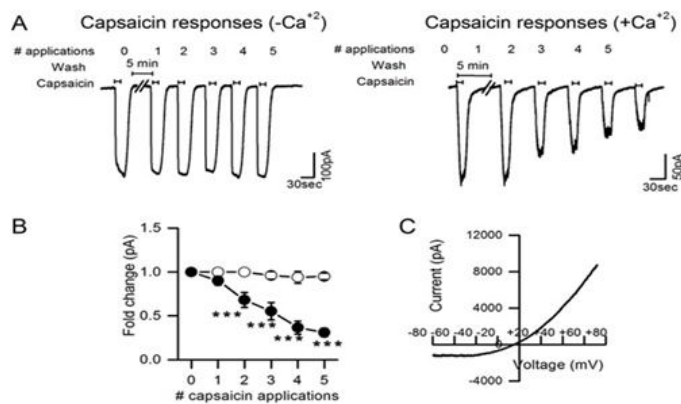 A
Capsaicin responses (-Ca⁺²)
# applications 0 1 2 3 4 5
Wash 5 min
Capsaicin
30sec
100pA
Capsaicin responses (+Ca⁺²)
# applications 0 1 2 3 4 5
Wash 5 min
Capsaicin
30sec
50pA
B
Fold change (pA)
1.5
1.0
0.5
0.0
*** *** *** ***
0 1 2 3 4 5
# capsaicin applications
C
Current (pA)
12000
8000
4000
-80 -60 -40 -20 0 +20 +40 +60 +80
Voltage (mV)
-4000